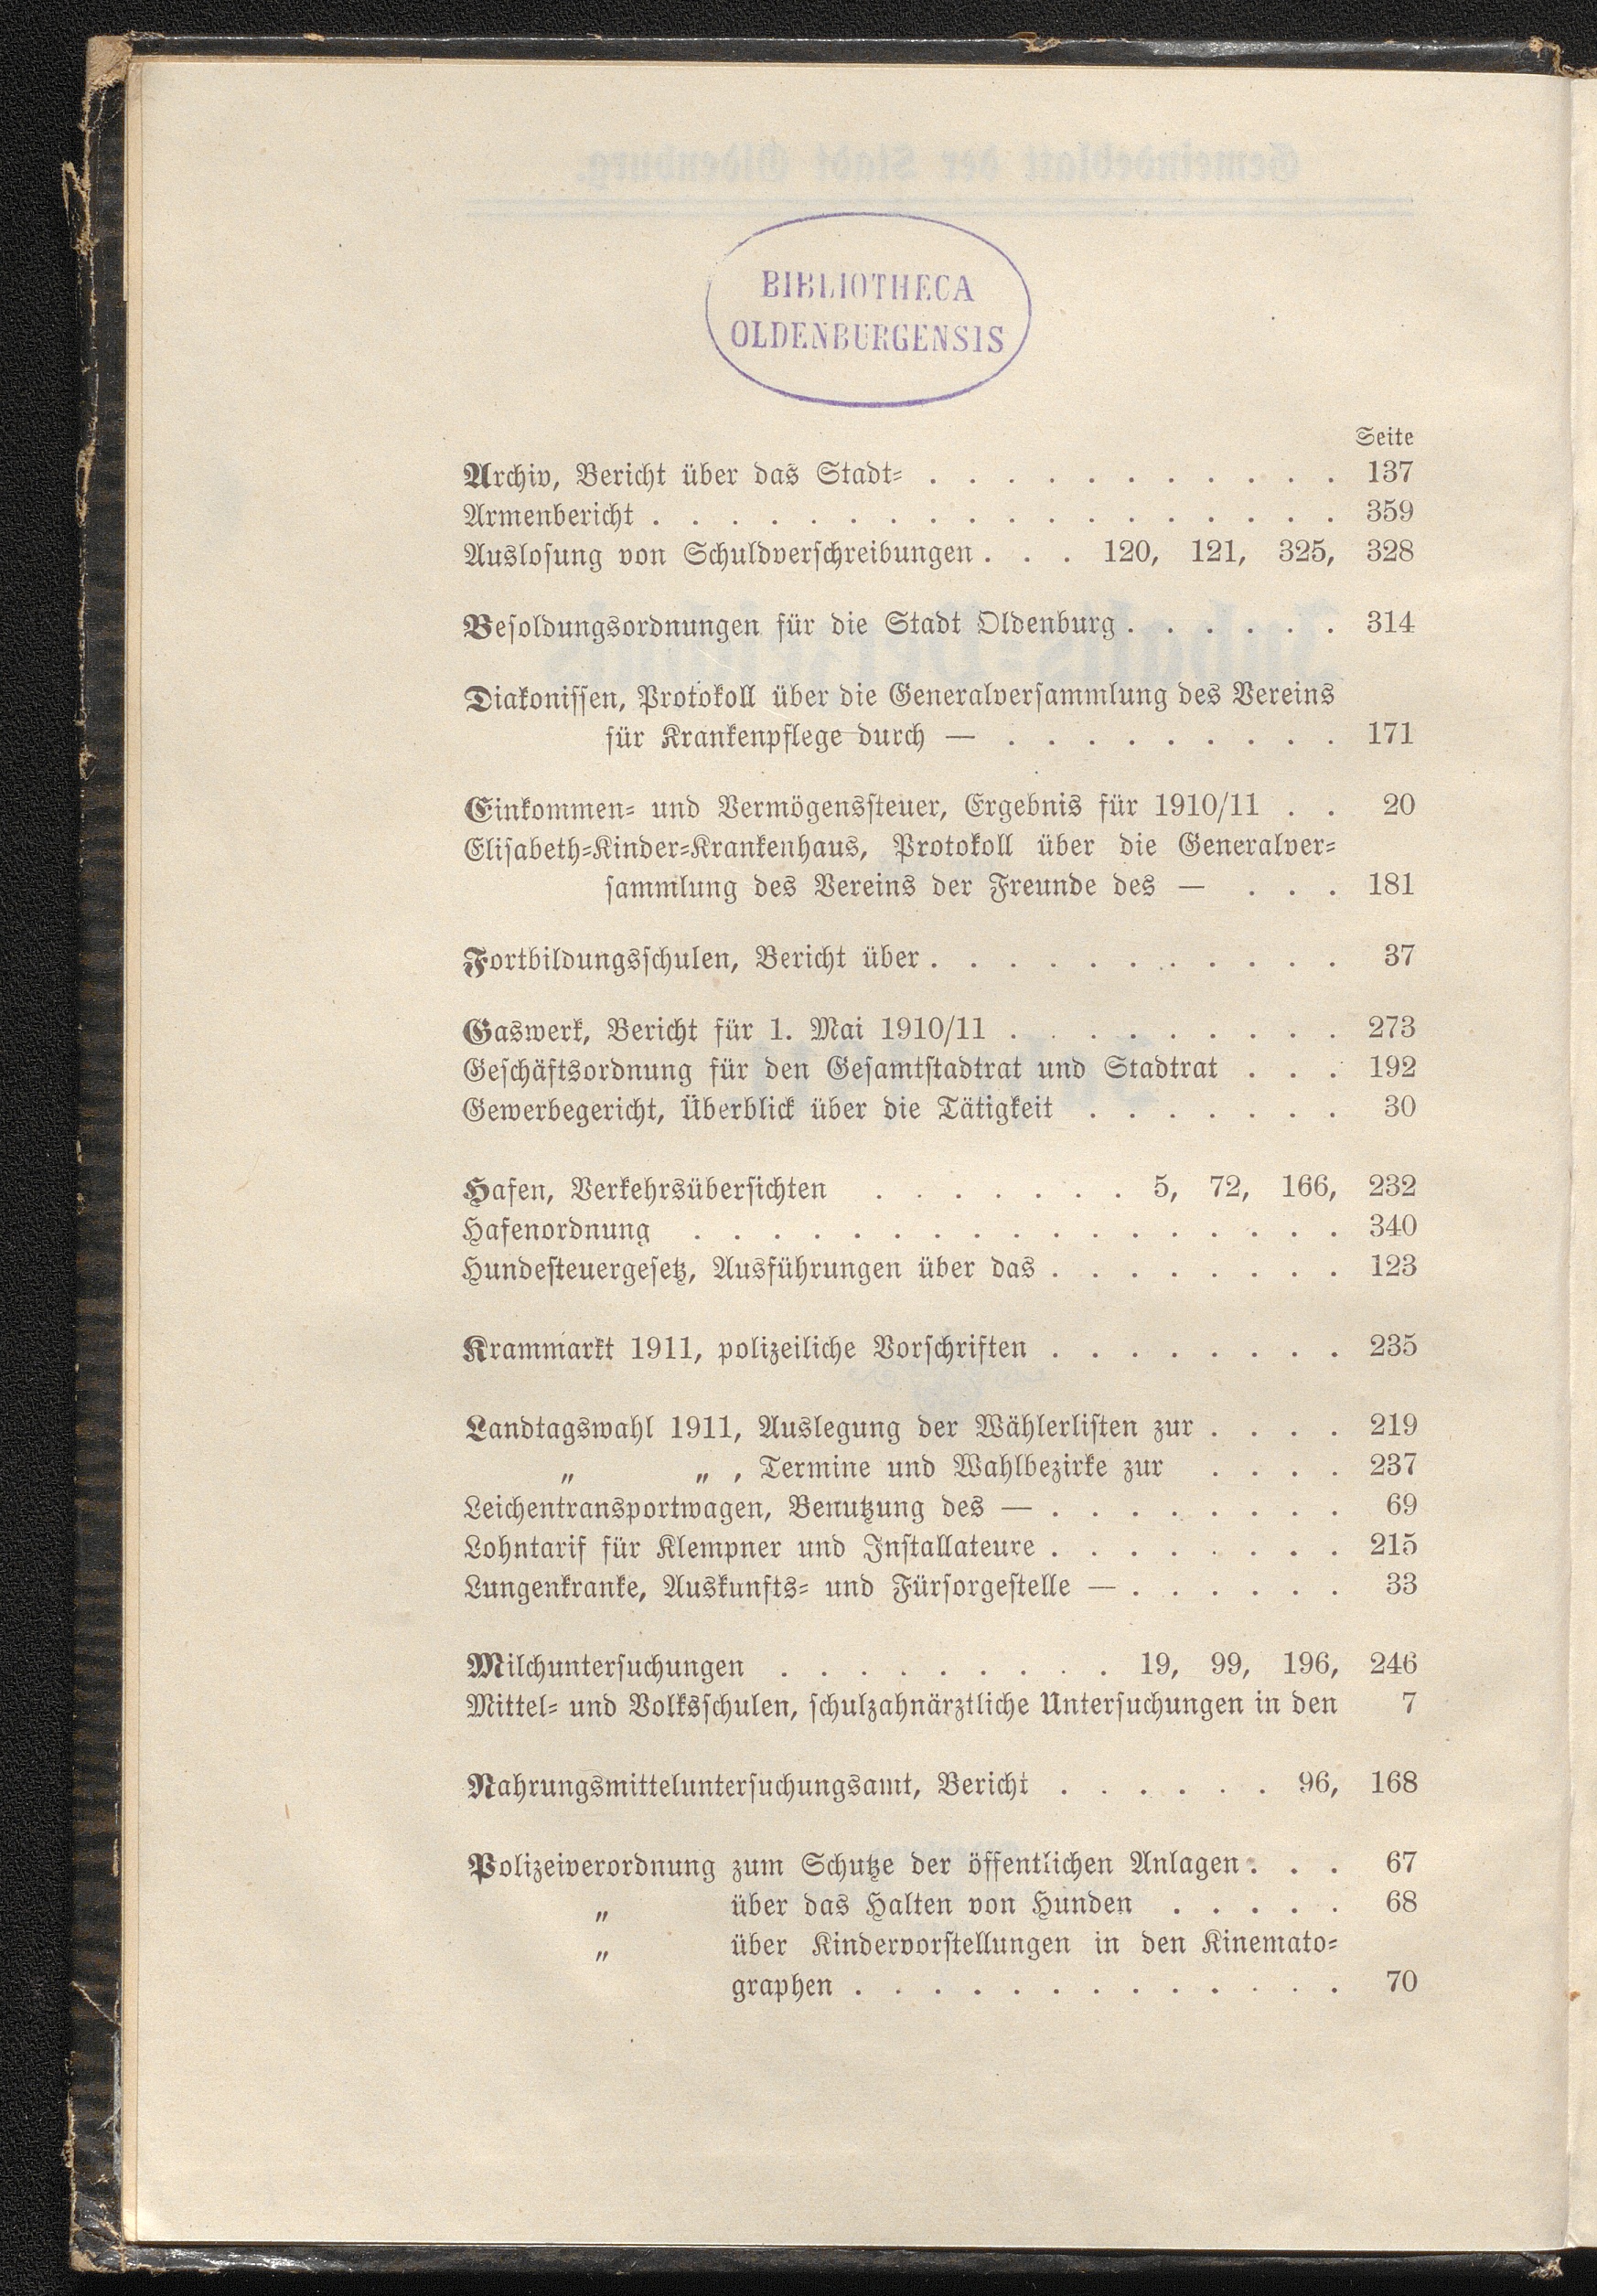 BIBLIOTHECA
OLDENBURGENSIS
Seite
Archiv, Bericht über das Stadt- . . . . . . . . . . . 137
Armenbericht . . . . . . . . . . . . . . . . . . 359
Auslosung von Schuldverschreibungen . . . 120, 121, 325, 328
Besoldungsordnungen für die Stadt Oldenburg . . . . . . 314
Diakonissen, Protokoll über die Generalversammlung des Vereins
für Krankenpflege durch — . . . . . . . . . 171
Einkommen- und Vermögenssteuer, Ergebnis für 1910/11 . . 20
Elisabeth-Kinder-Krankenhaus, Protokoll über die Generalver-
sammlung des Vereins der Freunde des — . . . 181
Fortbildungsschulen, Bericht über . . . . . . . . . . . 37
Gaswerk, Bericht für 1. Mai 1910/11 . . . . . . . . . 273
Geschäftsordnung für den Gesamtstadtrat und Stadtrat . . . 192
Gewerbegericht, Überblick über die Tätigkeit . . . . . . . 30
Hafen, Verkehrsübersichten . . . . . . . 5, 72, 166, 232
Hafenordnung . . . . . . . . . . . . . . . . . 340
Hundesteuergesetz, Ausführungen über das . . . . . . . . 123
Krammarkt 1911, polizeiliche Vorschriften . . . . . . . . 235
Landtagswahl 1911, Auslegung der Wählerlisten zur . . . . 219
„ „ , Termine und Wahlbezirke zur . . . . 237
Leichentransportwagen, Benutzung des — . . . . . . . . 69
Lohntarif für Klempner und Installateure . . . . . . . . 215
Lungenkranke, Auskunfts- und Fürsorgestelle — . . . . . . 33
Milchuntersuchungen . . . . . . . . . 19, 99, 196, 246
Mittel- und Volksschulen, schulzahnärztliche Untersuchungen in den 7
Nahrungsmitteluntersuchungsamt, Bericht . . . . . . 96, 168
Polizeiverordnung zum Schutze der öffentlichen Anlagen . . . 67
„ über das Halten von Hunden . . . . . 68
„ über Kindervorstellungen in den Kinemato-
graphen . . . . . . . . . . . . . 70